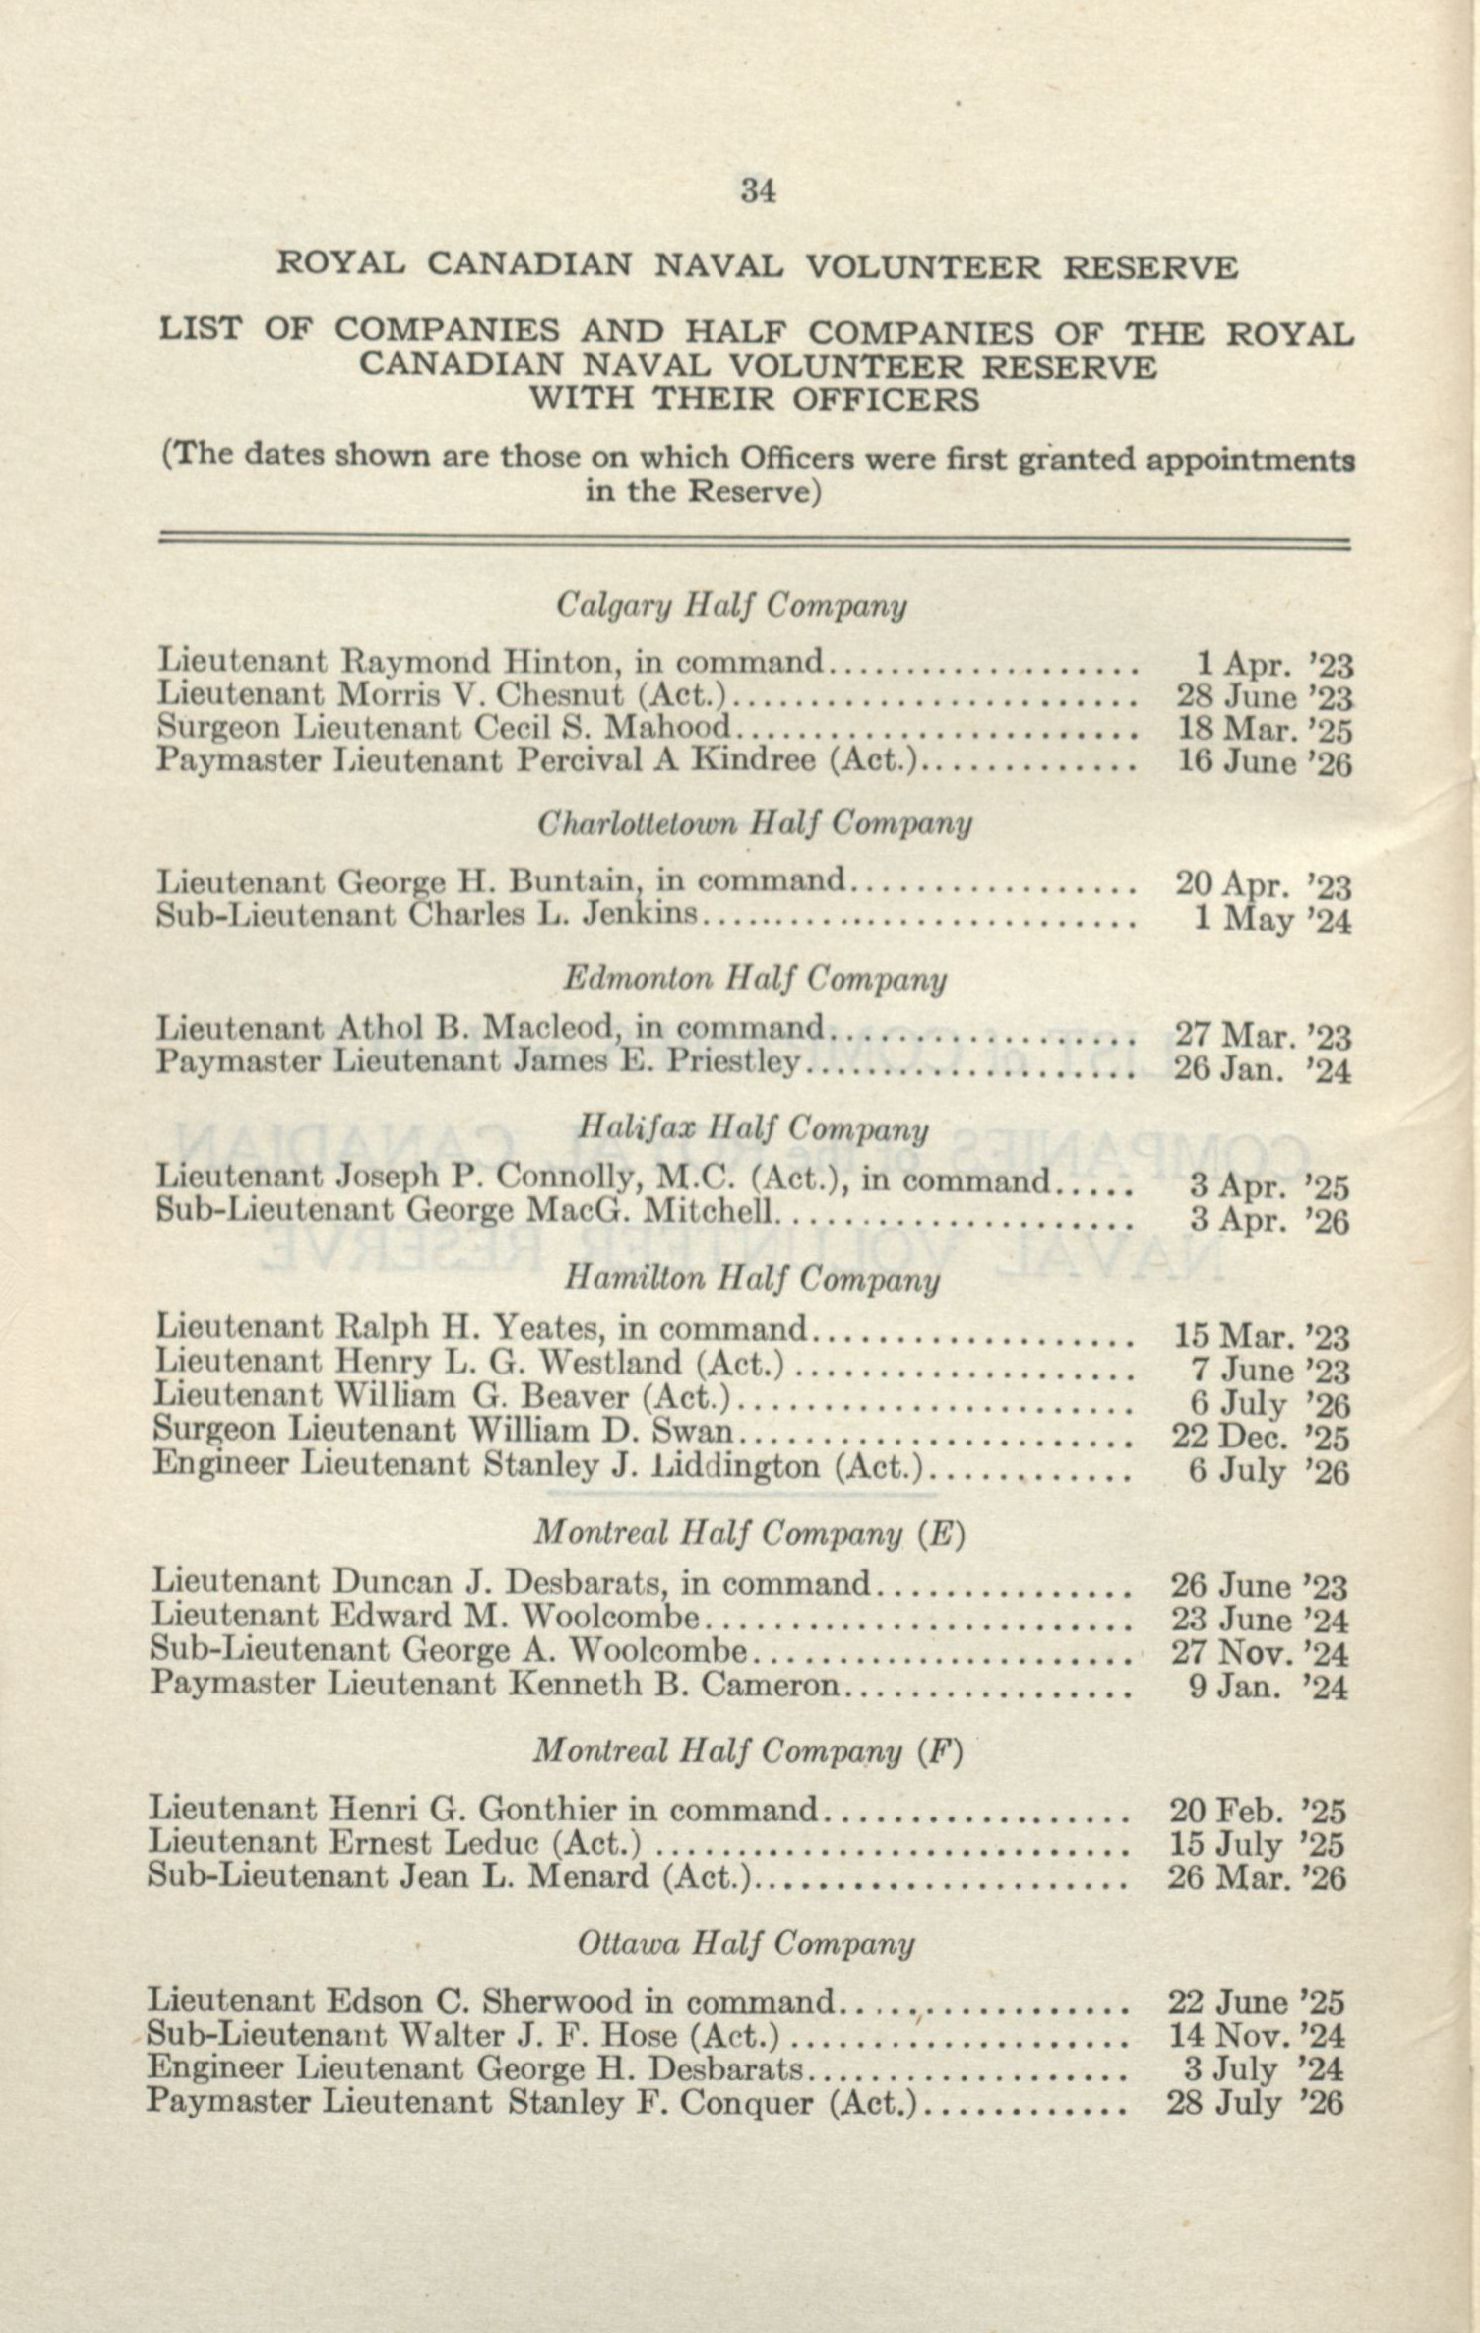 34
ROYAL CANADIAN NAVAL VOLUNTEER RESERVE
LIST OF COMPANIES AND HALF COMPANIES OF THE ROYAL
CANADIAN NAVAL VOLUNTEER RESERVE
WITH THEIR OFFICERS
(The dates shown are those on which Officers were first granted appointments
in the Reserve)
Calgary Half Company
Lieutenant Raymond Hinton, in command.................... 1 Apr. ’23
Lieutenant Morris V. Chesnut (Act.).......................... 28 June ’23
Surgeon Lieutenant Cecil S. Mahood.......................... 18 Mar. ’25
Paymaster Lieutenant Percival A Kindree (Act.).............. 16 June ’26
Charlottetown Half Company
Lieutenant George H. Buntain, in command.................. 20 Apr. ’23
Sub-Lieutenant Charles L. Jenkins............................ 1 May ’24
Edmonton Half Company
Lieutenant Athol B. Macleod, in command.................... 27 Mar. ’23
Paymaster Lieutenant James E. Priestley..................... 26 Jan. ’24
Halifax Half Company
Lieutenant Joseph P. Connolly, M.C. (Act.), in command..... 3 Apr. ’25
Sub-Lieutenant George MacG. Mitchell....................... 3 Apr. ’26
Hamilton Half Company
Lieutenant Ralph H. Yeates, in command.................... 15 Mar. ’23
Lieutenant Henry L. G. Westland (Act.) ..................... 7 June ’23
Lieutenant William G. Beaver (Act.)......................... 6 July ’26
Surgeon Lieutenant William D. Swan......................... 22 Dec. ’25
Engineer Lieutenant Stanley J. Liddington (Act.)............. 6 July ’26
Montreal Half Company (E)
Lieutenant Duncan J. Desbarats, in command................ 26 June ’23
Lieutenant Edward M. Woolcombe........................... 23 June ’24
Sub-Lieutenant George A. Woolcombe........................ 27 Nov. ’24
Paymaster Lieutenant Kenneth B. Cameron.................. 9 Jan. ’24
Montreal Half Company (F)
Lieutenant Henri G. Gonthier in command................... 20 Feb. ’25
Lieutenant Ernest Leduc (Act.) .............................. 15 July ’25
Sub-Lieutenant Jean L. Menard (Act.)........................ 26 Mar. ’26
Ottawa Half Company
Lieutenant Edson C. Sherwood in command.................. 22 June ’25
Sub-Lieutenant Walter J. F. Hose (Act.) ..................... 14 Nov. ’24
Engineer Lieutenant George H. Desbarats.................... 3 July ’24
Paymaster Lieutenant Stanley F. Conquer (Act.)............. 28 July ’26